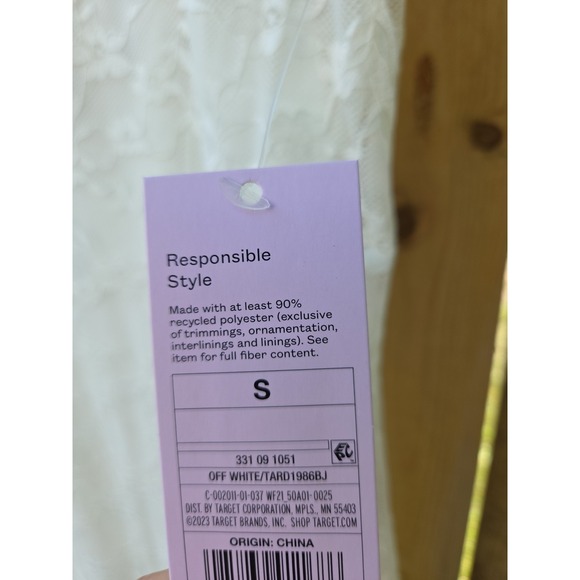 Responsible
Style
Made with at least 90%
recycled polyester (exclusive
of trimmings, ornamentation,
interlinings and linings). See
item for full fiber content.
S
331 09 1051
OFF WHITE/TARD1986BJ
C-002011-01-037 WF21_50A01-0025
DIST. BY TARGET CORPORATION, MPLS., MN 55403
©2023 TARGET BRANDS, INC. SHOP TARGET.COM
ORIGIN: CHINA